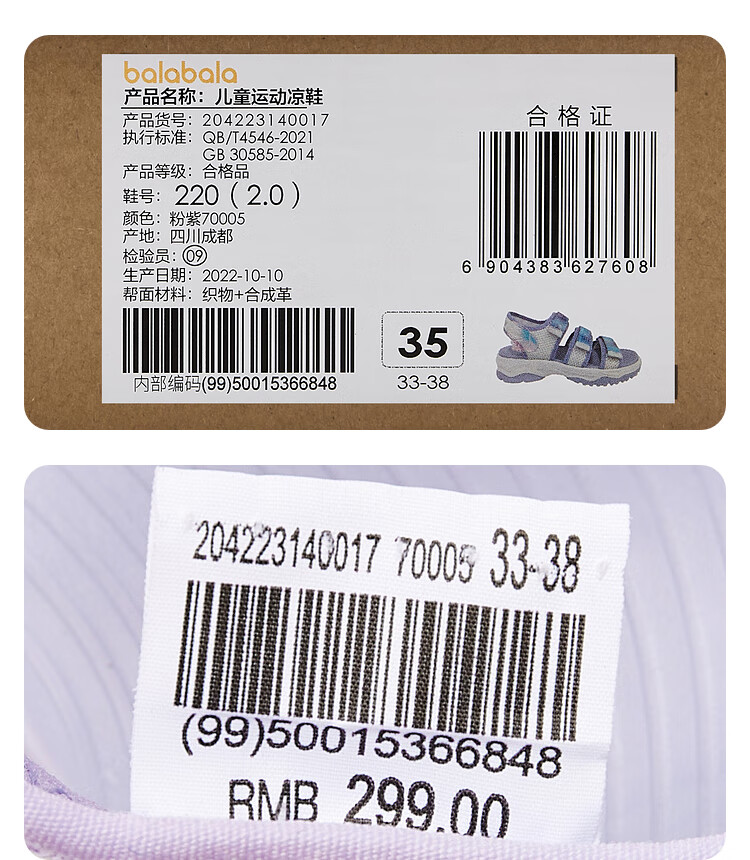 balabala
产品名称：儿童运动凉鞋
产品货号：204223140017
执行标准：QB/T4546-2021
GB 30585-2014
产品等级：合格品
鞋号：220（2.0）
颜色：粉紫70005
产地：四川成都
检验员：09
生产日期：2022-10-10
帮面材料：织物+合成革
内部编码(99)50015366848
合格证
6 904383 627608
35
33-38
204223140017 70005 33-38
(99)50015366848
RMB 299.00